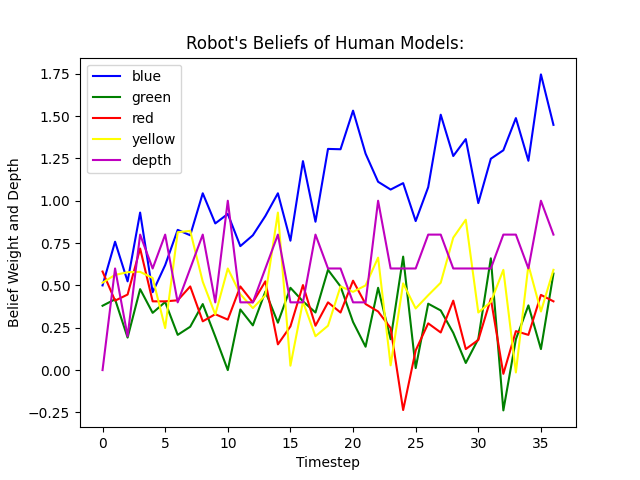 Robot's Beliefs of Human Models:
blue
green
red
yellow
depth
1.75
1.50
1.25
1.00
0.75
0.50
0.25
0.00
−0.25
Belief Weight and Depth
0 5 10 15 20 25 30 35
Timestep